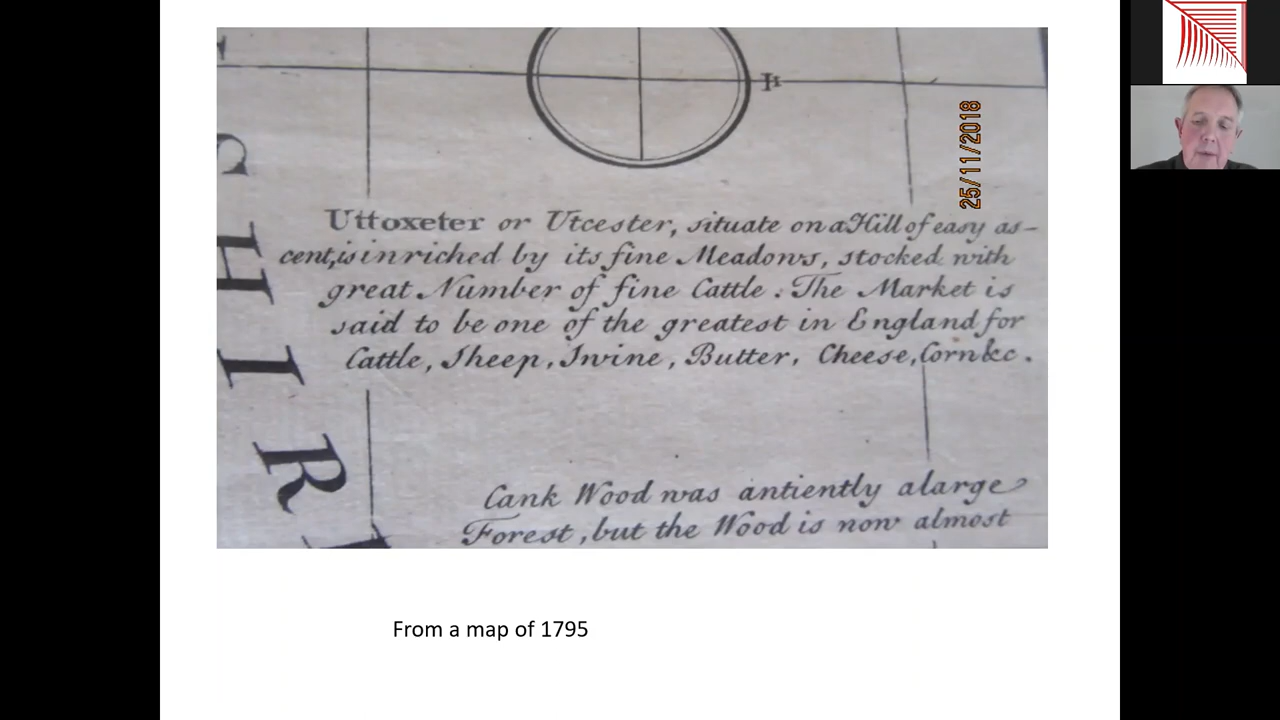 SHIR
H
25/11/2018
Uttoxeter or Utcester, situate on a Hill of easy as-
cent, is inriched by its fine Meadows, stocked with
great Number of fine Cattle. The Market is
said to be one of the greatest in England for
Cattle, Sheep, Swine, Butter, Cheese, Corn &c.
Cank Wood was antiently a large
Forest, but the Wood is now almost
From a map of 1795